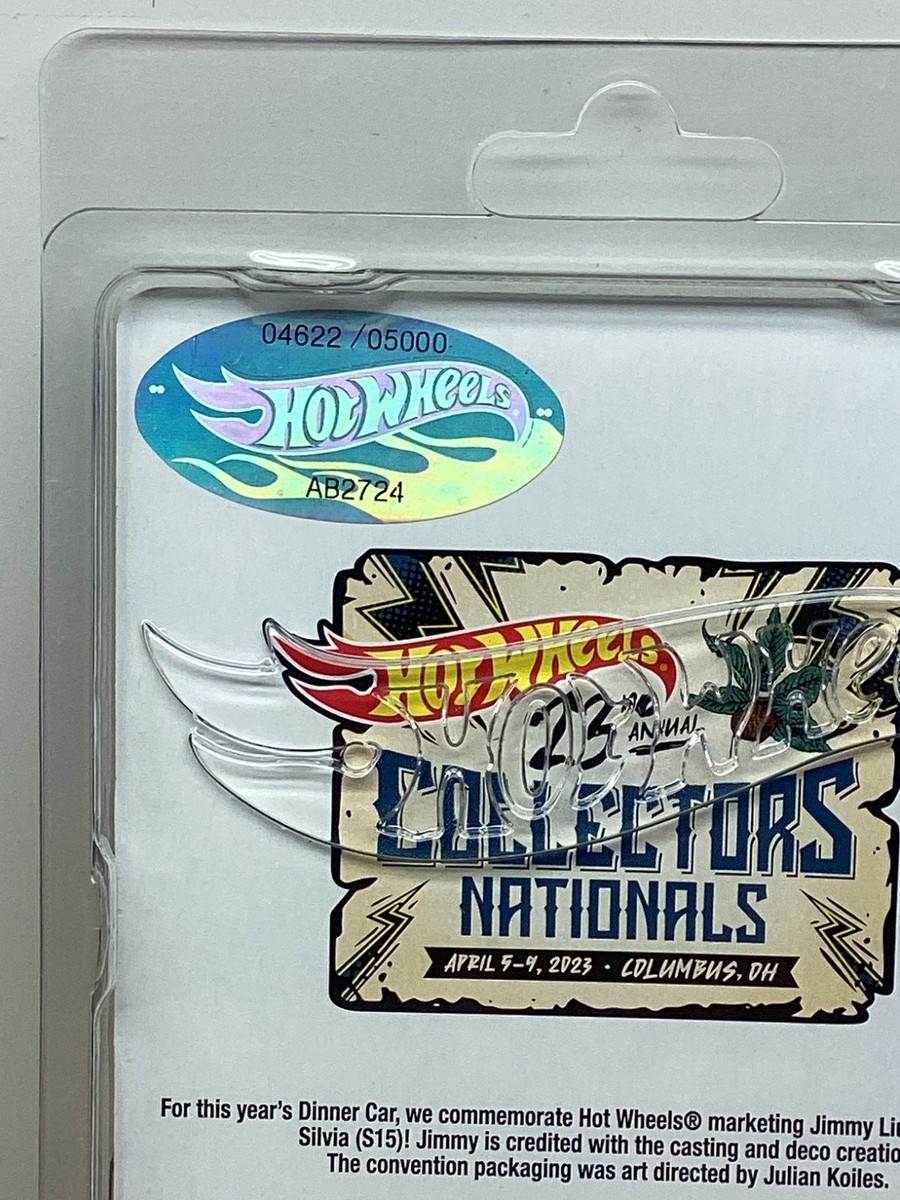 04622 /05000
HOT WHEELS
AB2724
HOT WHEELS
23RD
ANNUAL
COLLECTORS
NATIONALS
APRIL 5-9, 2023 • COLUMBUS, OH
HOT Whe
For this year's Dinner Car, we commemorate Hot Wheels® marketing Jimmy
Silvia (S15)! Jimmy is credited with the casting and deco
The convention packaging was art directed by Julian Koiles.